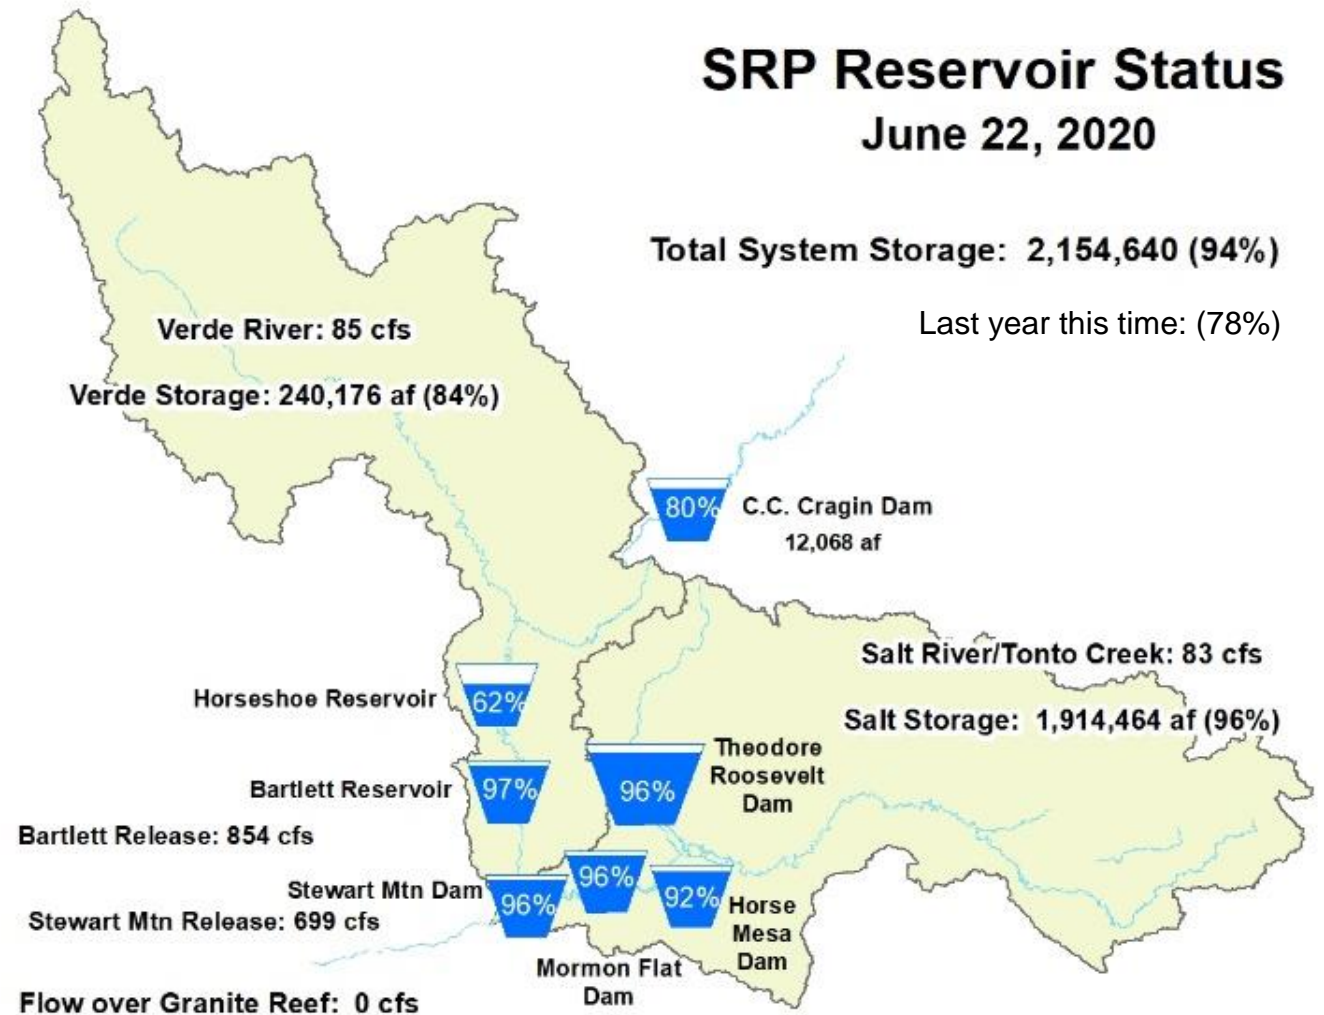 SRP Reservoir Status
June 22, 2020
Total System Storage: 2,154,640 (94%)
Last year this time: (78%)
Verde River: 85 cfs
Verde Storage: 240,176 af (84%)
80%
C.C. Cragin Dam
12,068 af
Salt River/Tonto Creek: 83 cfs
Salt Storage: 1,914,464 af (96%)
Horseshoe Reservoir
62%
Theodore
Roosevelt
Dam
96%
Bartlett Reservoir
97%
Bartlett Release: 854 cfs
Stewart Mtn Dam
96%
96%
92%
Horse
Mesa
Dam
Stewart Mtn Release: 699 cfs
Mormon Flat
Dam
Flow over Granite Reef: 0 cfs